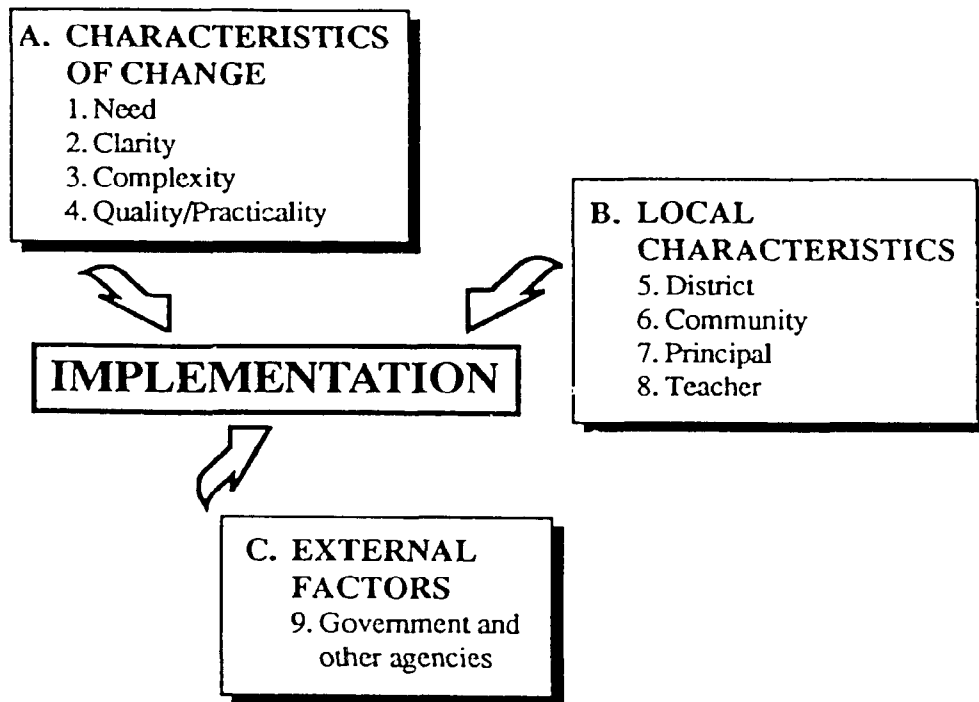 A. CHARACTERISTICS
OF CHANGE
1. Need
2. Clarity
3. Complexity
4. Quality/Practicality
B. LOCAL
CHARACTERISTICS
5. District
6. Community
7. Principal
8. Teacher
IMPLEMENTATION
C. EXTERNAL
FACTORS
9. Government and
other agencies